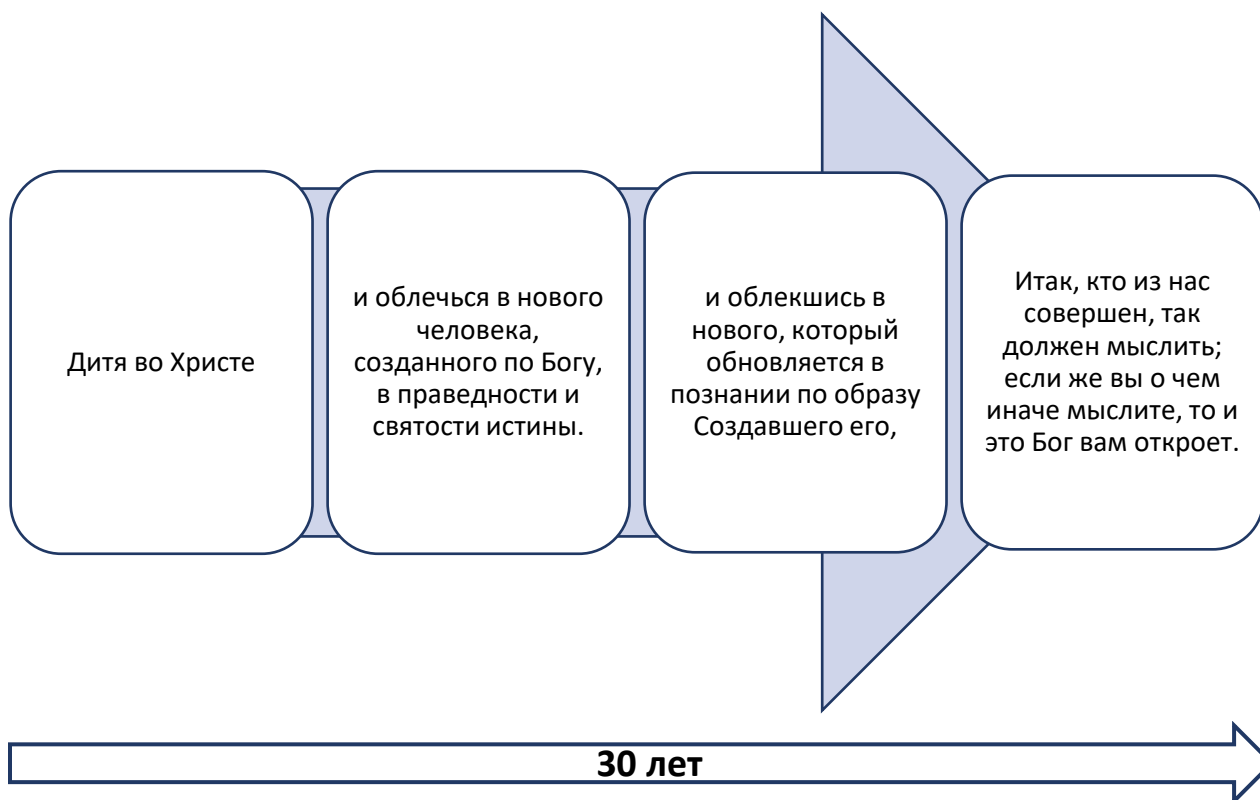 Дитя во Христе
и облечься в нового
человека,
созданного по Богу,
в праведности и
святости истины.
и облекшись в
нового, который
обновляется в
познании по образу
Создавшего его,
Итак, кто из нас
совершен, так
должен мыслить;
если же вы о чем
иначе мыслите, то и
это Бог вам откроет.
30 лет